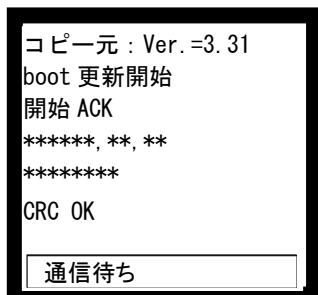 コピー元：Ver.=3.31
boot 更新開始
開始 ACK
******,**,**
********
CRC OK
通信待ち